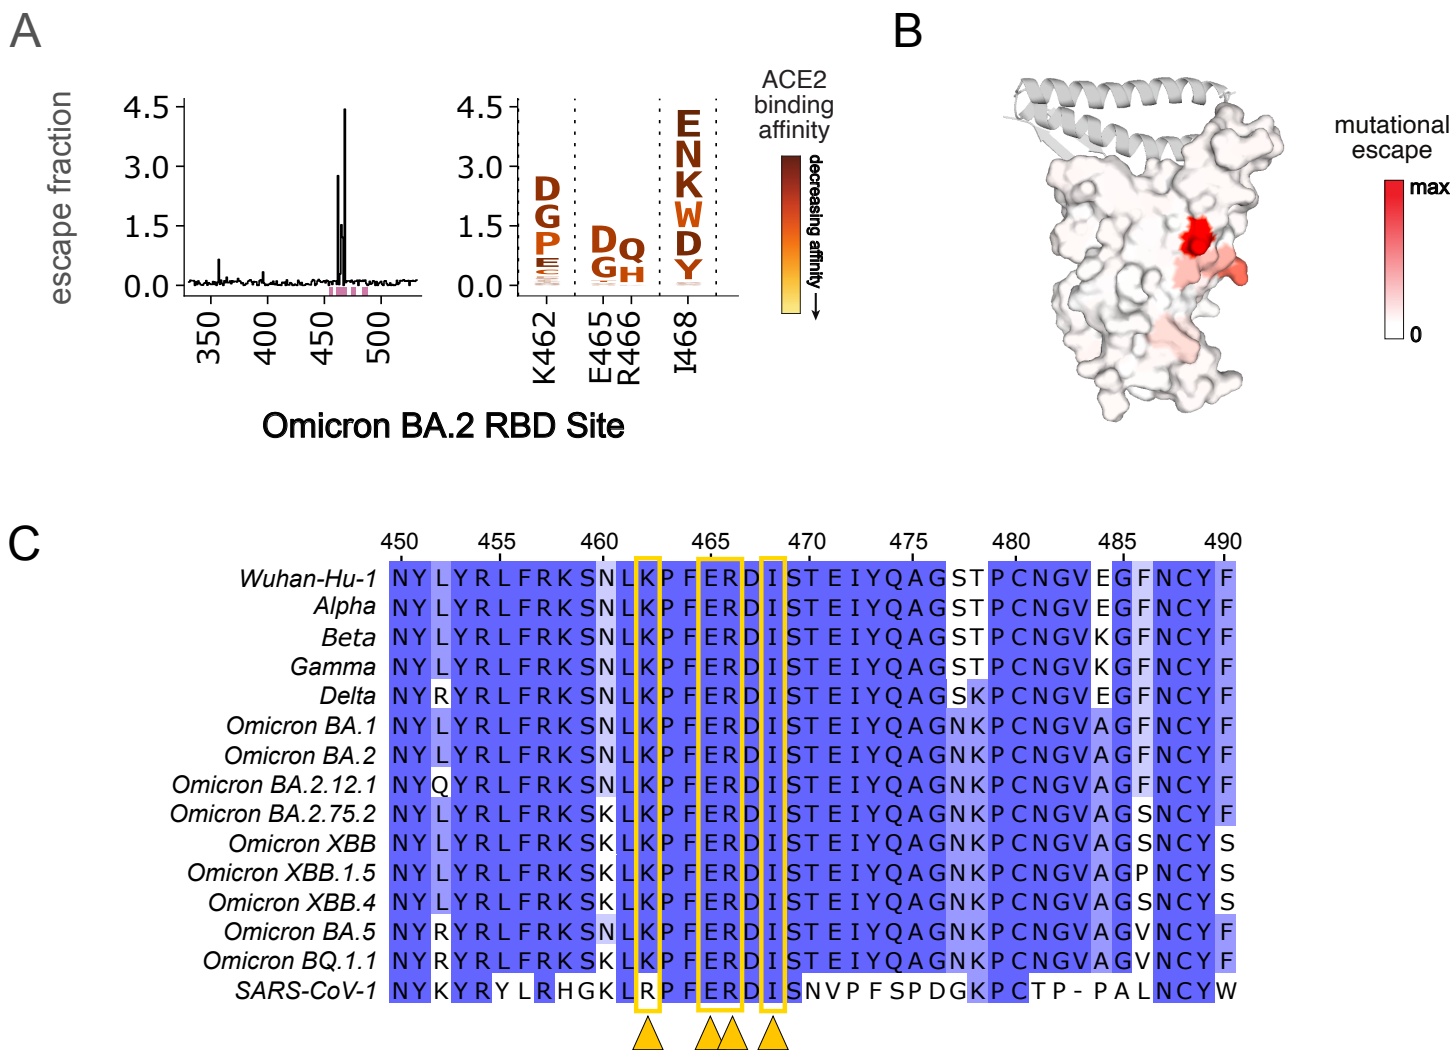 A
B
escape fraction
4.5
3.0
1.5
0.0
350
400
450
500
4.5
3.0
1.5
0.0
D
G
P
E
D
G
Q
H
E
N
K
W
D
Y
K462
E465
R466
I468
Omicron BA.2 RBD Site
ACE2
binding
affinity
decreasing affinity
mutational
escape
max
0
C
450 455 460 465 470 475 480 485 490
Wuhan-Hu-1 NYLYRLFRKSNLKPFERDISTEIYQAGSTPCNGVEGFNCYF
Alpha NYLYRLFRKSNLKPFERDISTEIYQAGSTPCNGVEGFNCYF
Beta NYLYRLFRKSNLKPFERDISTEIYQAGSTPCNGVKGFNCYF
Gamma NYLYRLFRKSNLKPFERDISTEIYQAGSTPCNGVKGFNCYF
Delta NYRYRLFRKSNLKPFERDISTEIYQAGSKPCNGVEGFNCYF
Omicron BA.1 NYLYRLFRKSNLKPFERDISTEIYQAGNKPCNGVAGFNCYF
Omicron BA.2 NYLYRLFRKSNLKPFERDISTEIYQAGNKPCNGVAGFNCYF
Omicron BA.2.12.1 NYQYRLFRKSNLKPFERDISTEIYQAGNKPCNGVAGFNCYF
Omicron BA.2.75.2 NYLYRLFRKSKLKPFERDISTEIYQAGNKPCNGVAGSNCYF
Omicron XBB NYLYRLFRKSKLKPFERDISTEIYQAGNKPCNGVAGSNCYS
Omicron XBB.1.5 NYLYRLFRKSKLKPFERDISTEIYQAGNKPCNGVAGPNCYS
Omicron XBB.4 NYLYRLFRKSKLKPFERDISTEIYQAGNKPCNGVAGSNCYS
Omicron BA.5 NYRYRLFRKSNLKPFERDISTEIYQAGNKPCNGVAGVNCYF
Omicron BQ.1.1 NYRYRLFRKSKLKPFERDISTEIYQAGNKPCNGVAGVNCYF
SARS-CoV-1 NYKYRYLRHGKLRPFERDISNVPFSPDGKPCTP-PALNCYW